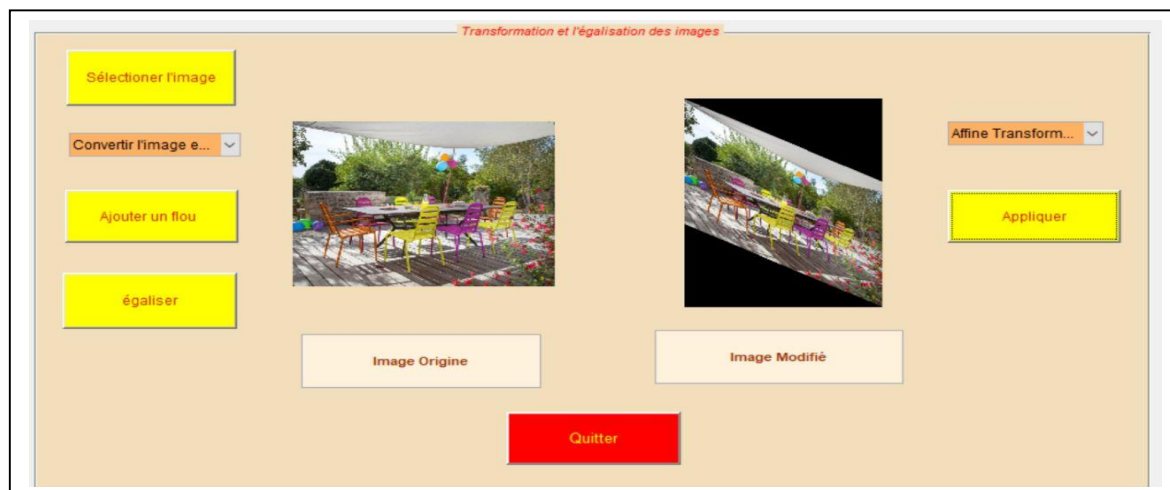 Transformation et l'égalisation des images
Sélectioner l'image
Convertir l'image e...
Affine Transform...
Ajouter un flou
Appliquer
égaliser
Image Origine
Image Modifié
Quitter